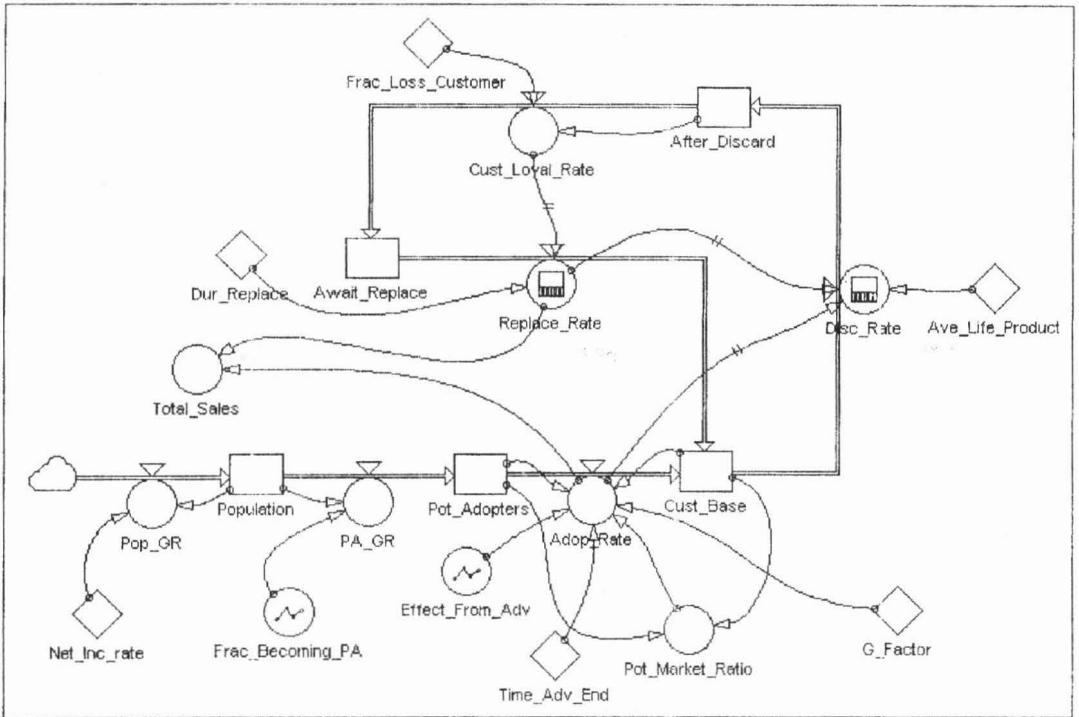 Frac_Loss_Customer
After_Discard
Cust_Loyal_Rate
Dur_Replace
Await_Replace
Replace_Rate
Disc_Rate
Ave_Life_Product
Total_Sales
Population
Pot_Adopters
Cust_Base
Pop_GR
PA_GR
Adop_Rate
Effect_From_Adv
Net_Inc_rate
Frac_Becoming_PA
Pot_Market_Ratio
G_Factor
Time_Adv_End